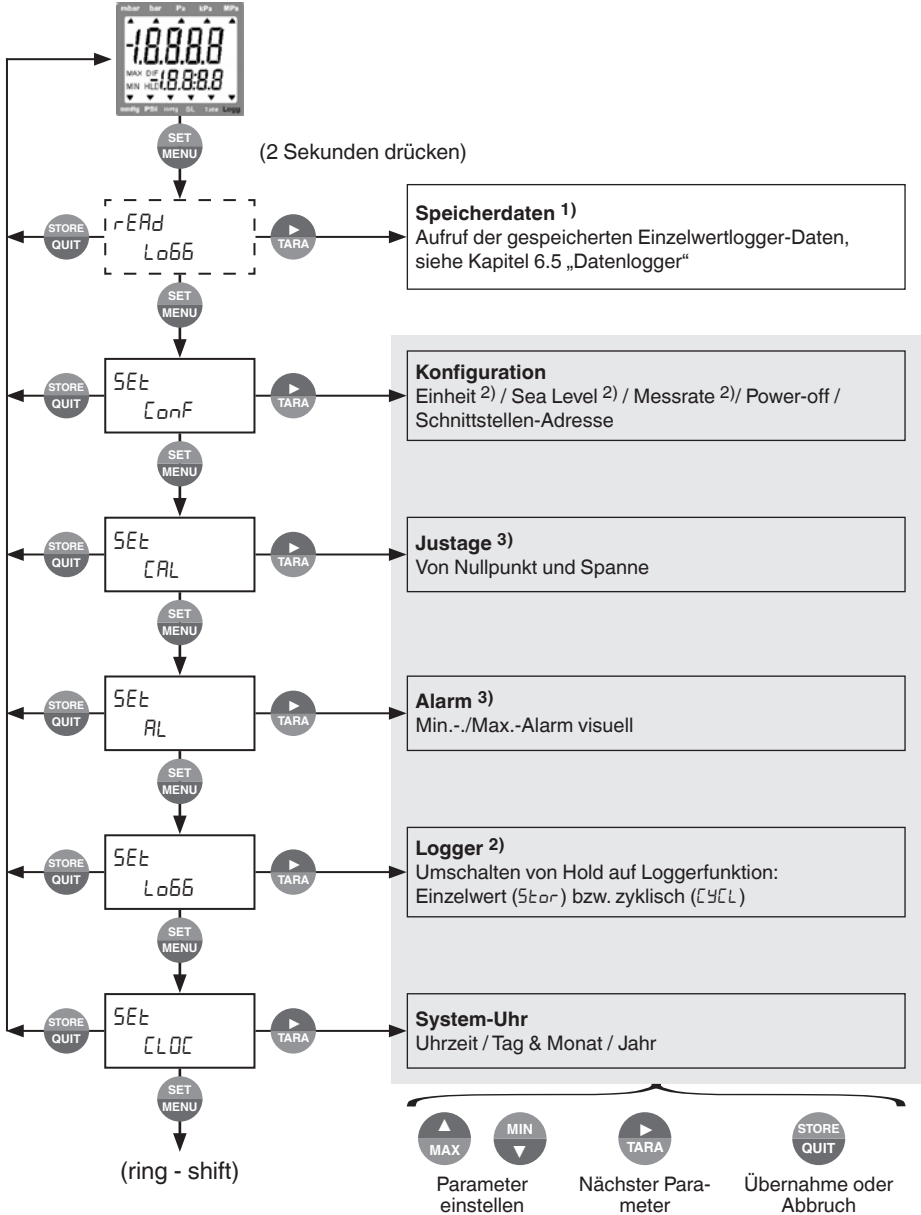 mbar bar Pa kPa MPa
-1.8.8.8.8
MAX DIF
MIN HLD -1.8.8:8.8
mmHg PSI inHg SL Tara Logg
SET
MENU
(2 Sekunden drücken)
STORE
QUIT
rEAd
LoGG
TARA
Speicherdaten 1)
Aufruf der gespeicherten Einzelwertlogger-Daten,
siehe Kapitel 6.5 „Datenlogger“
SET
MENU
STORE
QUIT
SEt
ConF
TARA
Konfiguration
Einheit 2) / Sea Level 2) / Messrate 2)/ Power-off /
Schnittstellen-Adresse
SET
MENU
STORE
QUIT
SEt
CAL
TARA
Justage 3)
Von Nullpunkt und Spanne
SET
MENU
STORE
QUIT
SEt
AL
TARA
Alarm 3)
Min.-./Max.-Alarm visuell
SET
MENU
STORE
QUIT
SEt
LoGG
TARA
Logger 2)
Umschalten von Hold auf Loggerfunktion:
Einzelwert (Stor) bzw. zyklisch (CYCL)
SET
MENU
STORE
QUIT
SEt
CLOC
TARA
System-Uhr
Uhrzeit / Tag & Monat / Jahr
SET
MENU
(ring - shift)
MAX
MIN
TARA
STORE
QUIT
Parameter
einstellen
Nächster Para-
meter
Übernahme oder
Abbruch